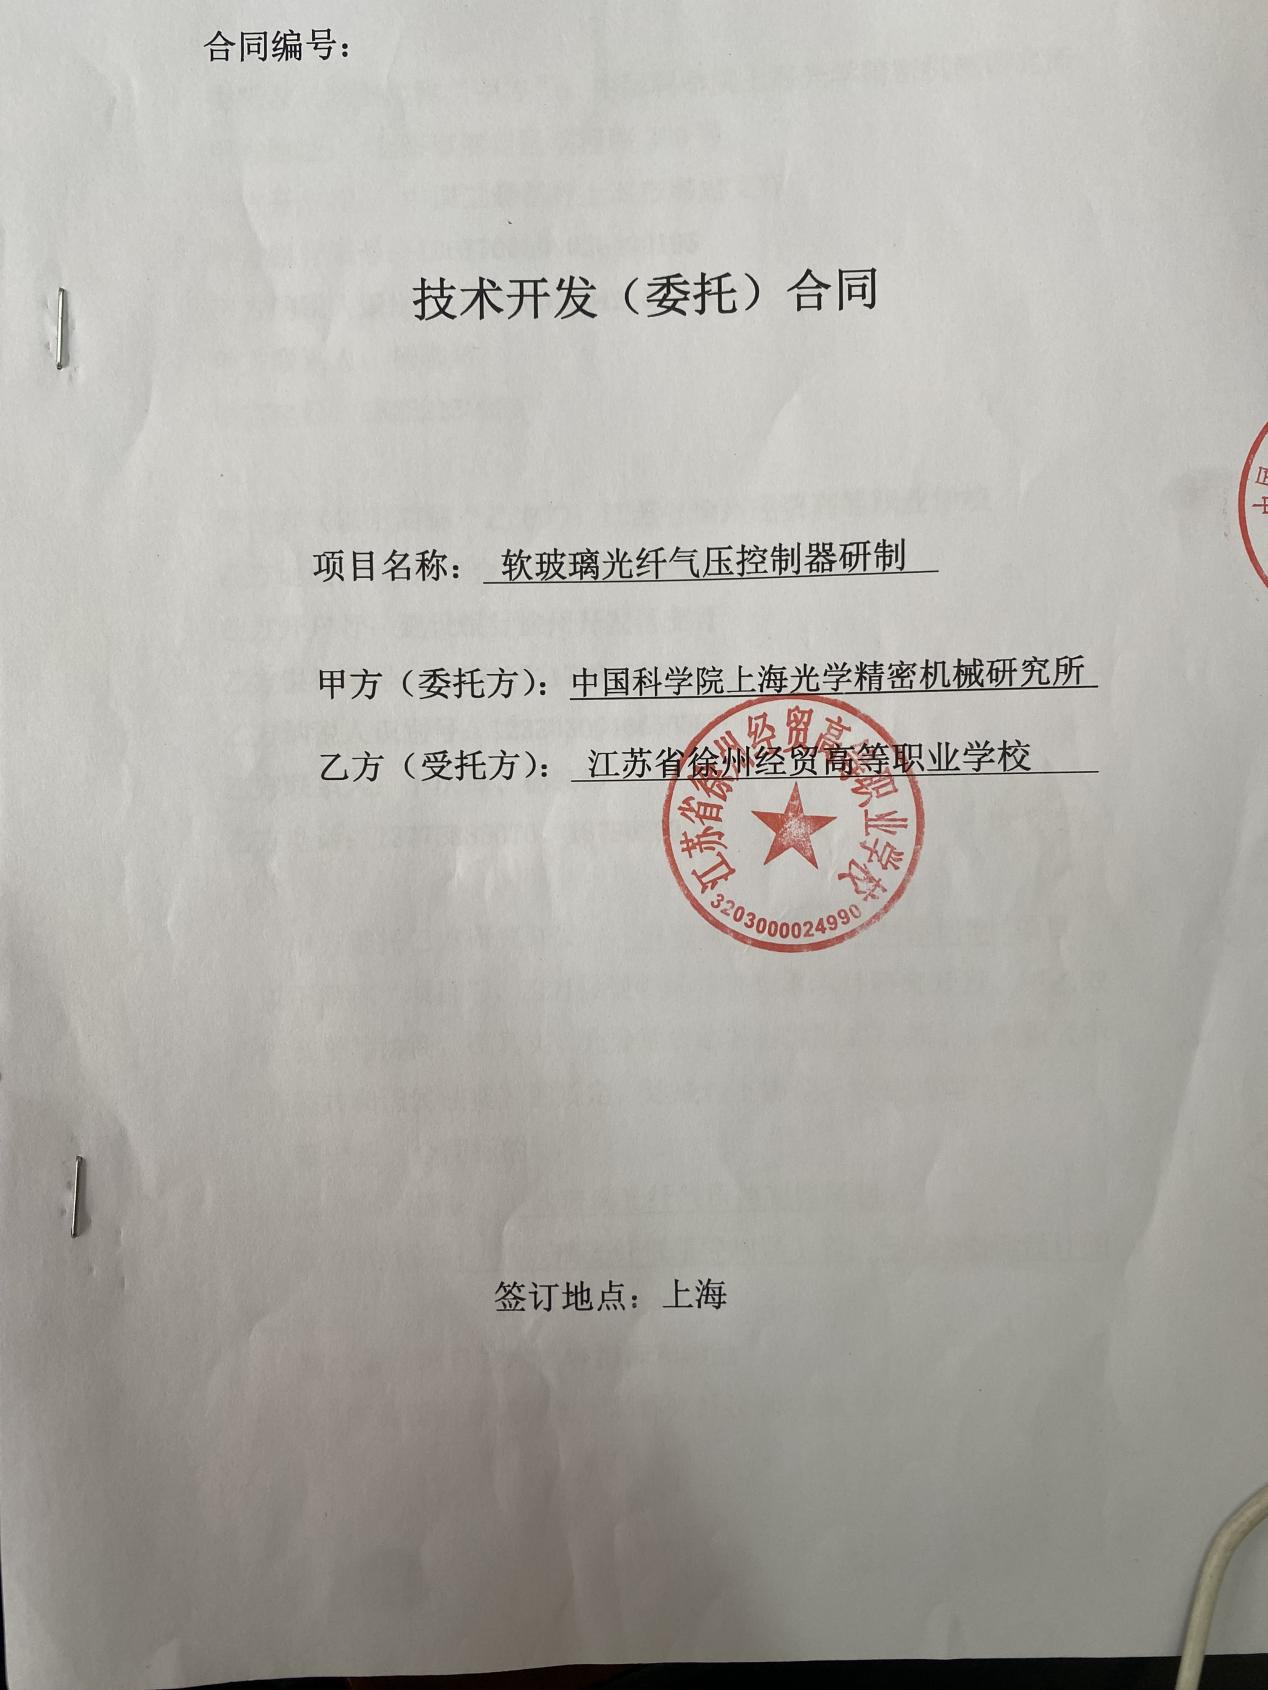 合同编号：
技术开发（委托）合同
项目名称： 软玻璃光纤气压控制器研制
甲方（委托方）：中国科学院上海光学精密机械研究所
乙方（受托方）： 江苏省徐州经贸高等职业学校
江苏省徐州经贸高等职业学校
3203000024990
签订地点：上海